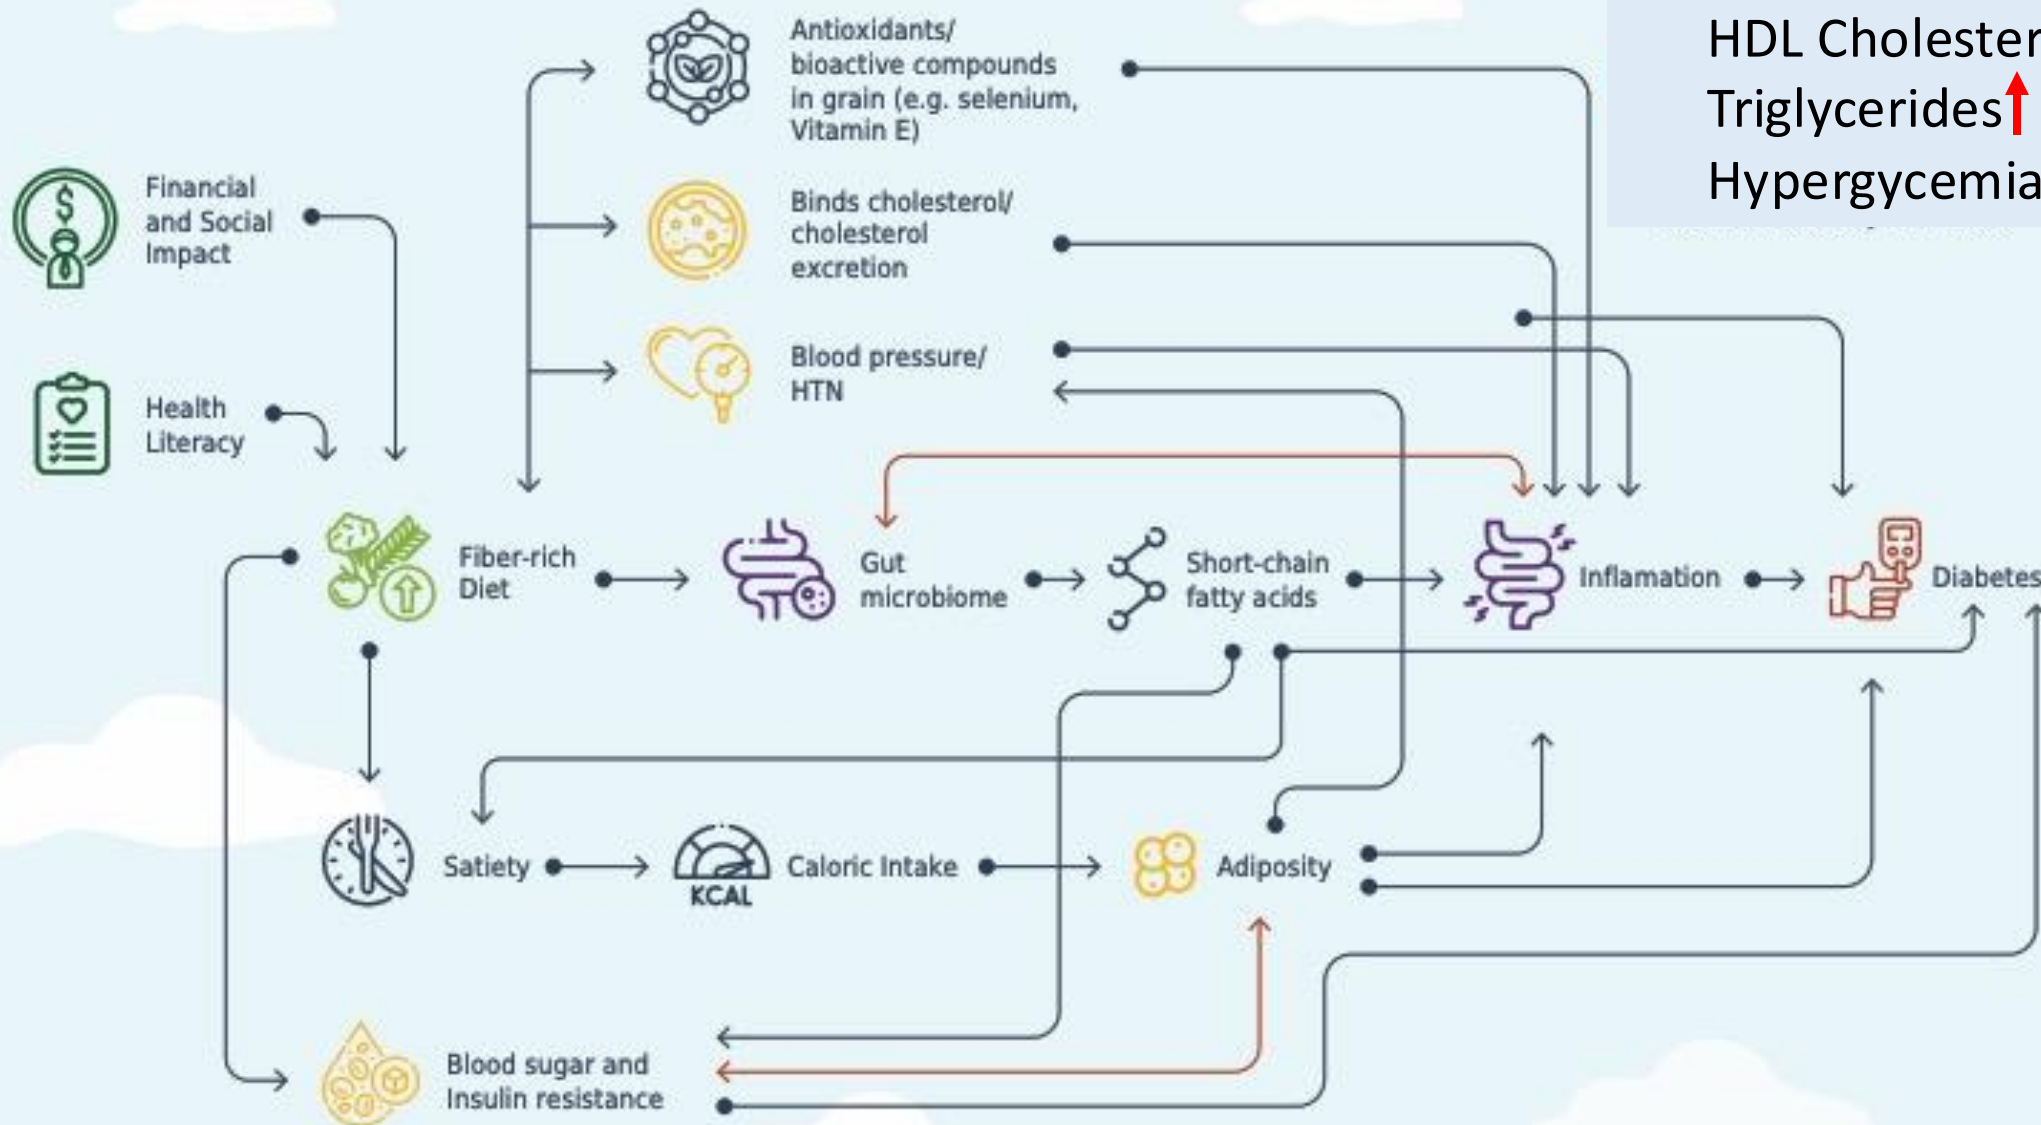 Antioxidants/
bioactive compounds
in grain (e.g. selenium,
Vitamin E)
HDL Cholester
Triglycerides
Hypergycemia
Financial
and Social
Impact
$
Binds cholesterol/
cholesterol
excretion
Blood pressure/
HTN
Health
Literacy
Fiber-rich
Diet
Gut
microbiome
Short-chain
fatty acids
Inflamation
Diabetes
Satiety
KCAL
Caloric Intake
Adiposity
Blood sugar and
Insulin resistance